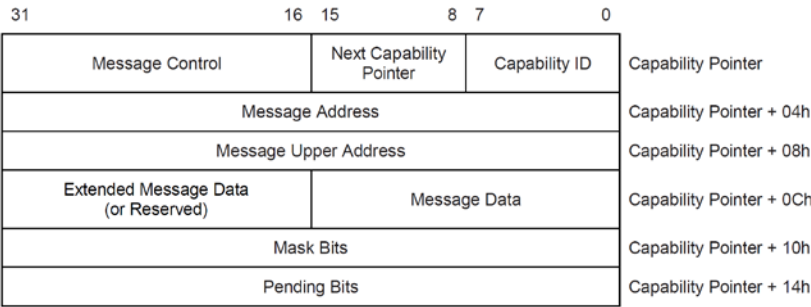 31 16 15 8 7 0
Message Control Next Capability Pointer Capability ID Capability Pointer
Message Address Capability Pointer + 04h
Message Upper Address Capability Pointer + 08h
Extended Message Data (or Reserved) Message Data Capability Pointer + 0Ch
Mask Bits Capability Pointer + 10h
Pending Bits Capability Pointer + 14h